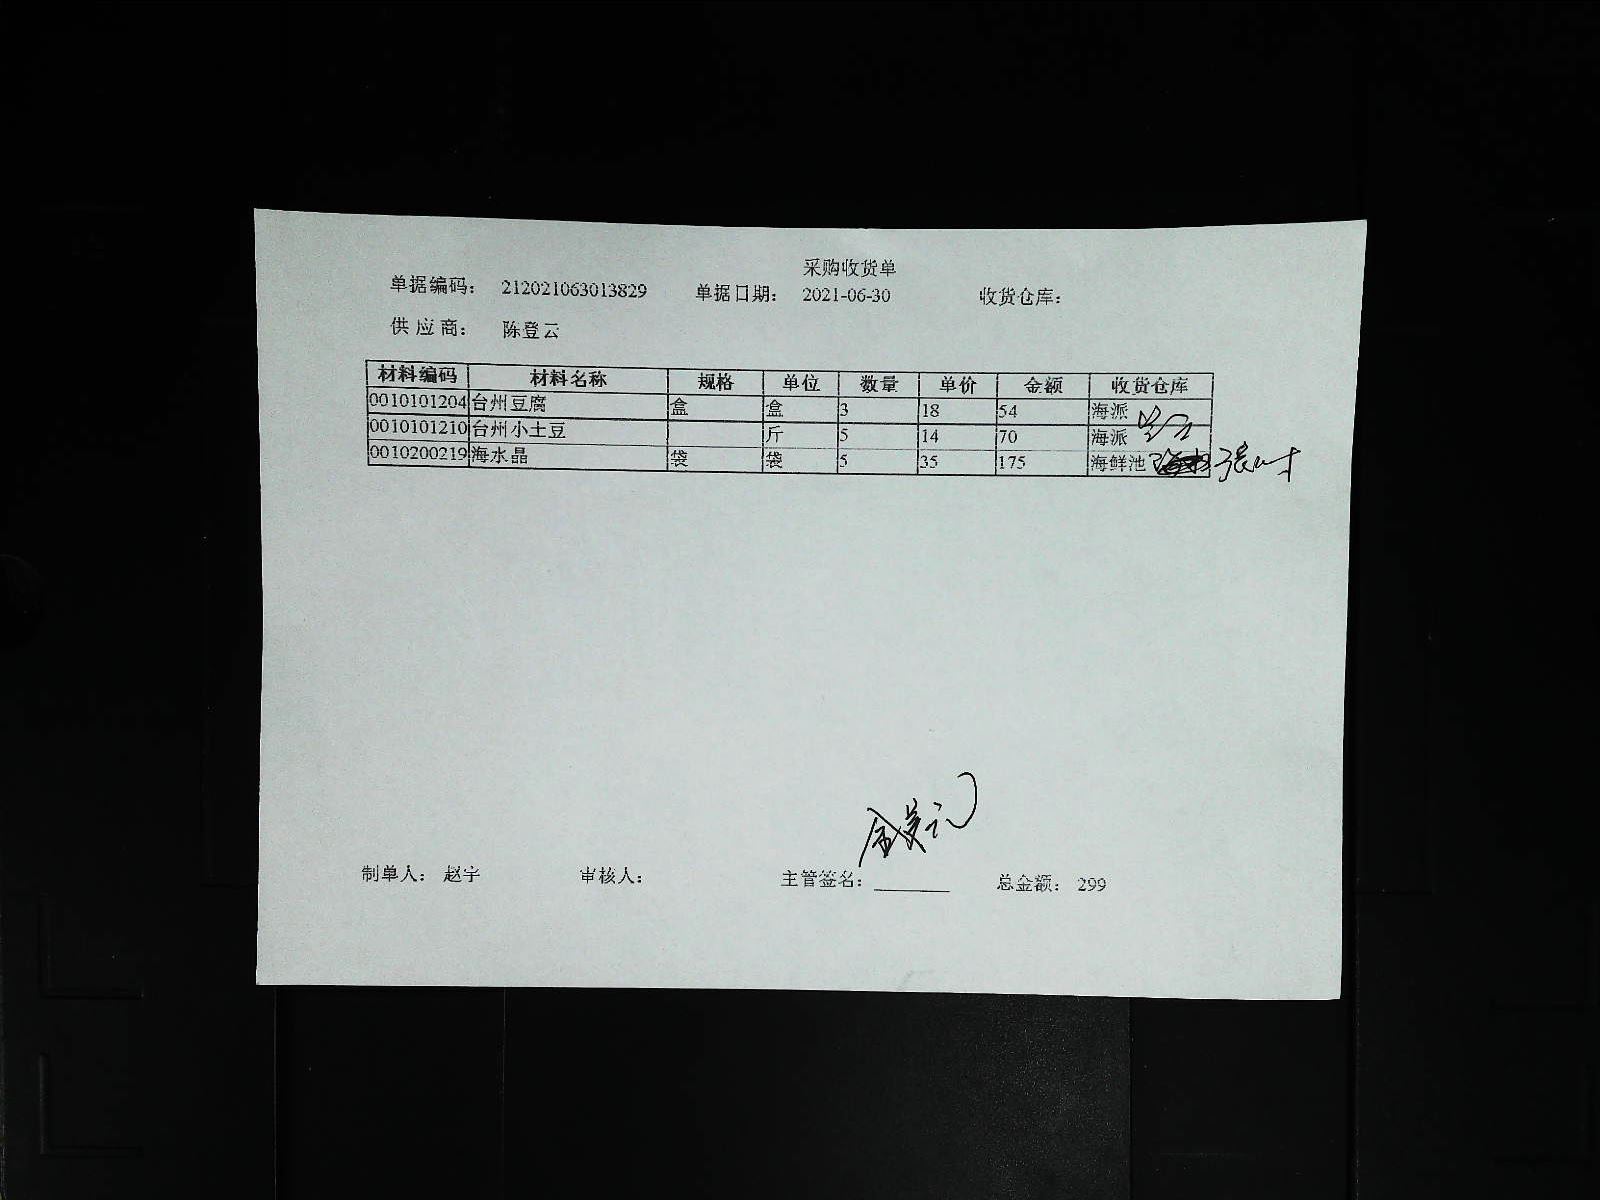 采购收货单
单据编码： 212021063013829 单据日期： 2021-06-30 收货仓库：
供应商： 陈登云
材料编码 材料名称 规格 单位 数量 单价 金额 收货仓库
0010101204 台州豆腐 盒 盒 3 18 54 海派
0010101210 台州小土豆 斤 5 14 70 海派
0010200219 海水晶 袋 袋 5 35 175 海鲜池
制单人： 赵宇 审核人： 主管签名： 总金额： 299